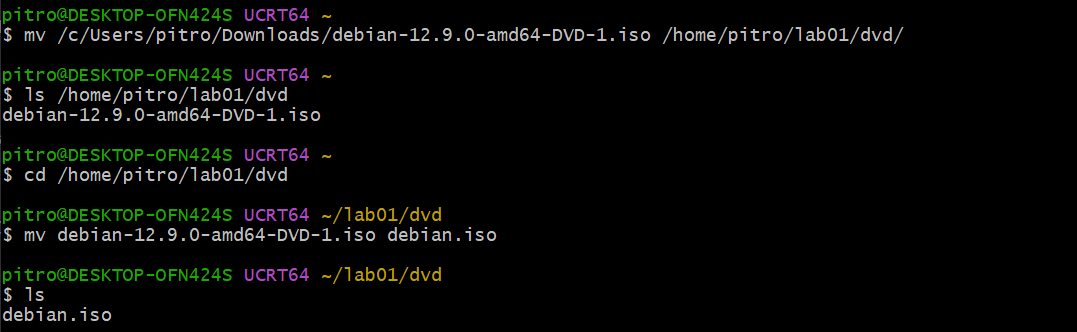 pitro@DESKTOP-OFN424S UCRT64 ~
$ mv /c/Users/pitro/Downloads/debian-12.9.0-amd64-DVD-1.iso /home/pitro/lab01/dvd/
pitro@DESKTOP-OFN424S UCRT64 ~
$ ls /home/pitro/lab01/dvd
debian-12.9.0-amd64-DVD-1.iso
pitro@DESKTOP-OFN424S UCRT64 ~
$ cd /home/pitro/lab01/dvd
pitro@DESKTOP-OFN424S UCRT64 ~/lab01/dvd
$ mv debian-12.9.0-amd64-DVD-1.iso debian.iso
pitro@DESKTOP-OFN424S UCRT64 ~/lab01/dvd
$ ls
debian.iso